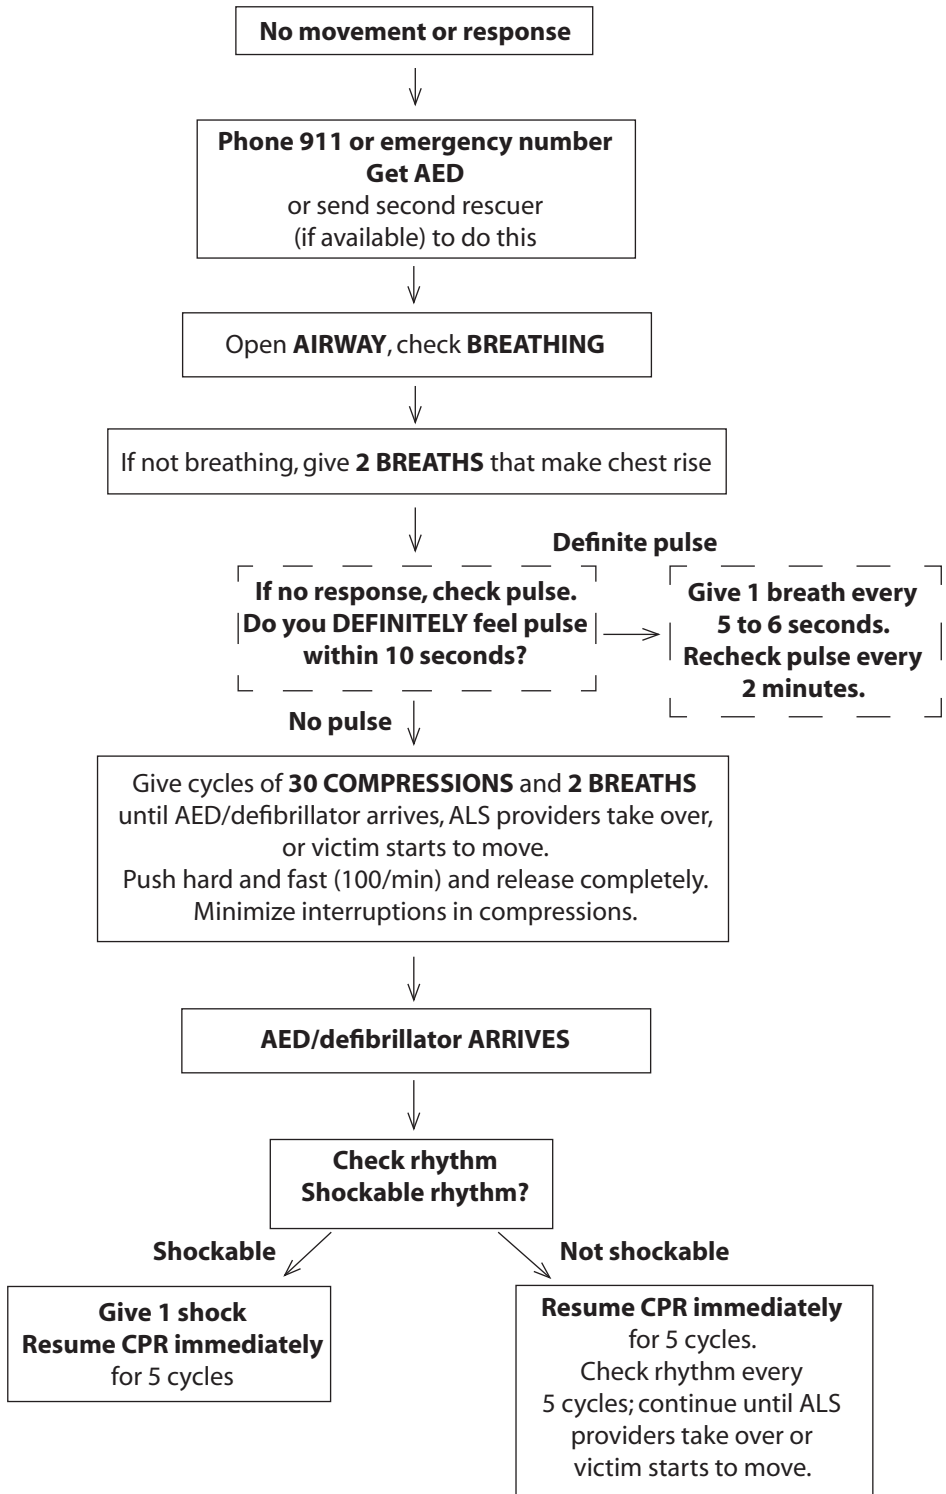 No movement or response
Phone 911 or emergency number
Get AED
or send second rescuer
(if available) to do this
Open AIRWAY, check BREATHING
If not breathing, give 2 BREATHS that make chest rise
Definite pulse
If no response, check pulse.
Do you DEFINITELY feel pulse
within 10 seconds?
Give 1 breath every
5 to 6 seconds.
Recheck pulse every
2 minutes.
No pulse
Give cycles of 30 COMPRESSIONS and 2 BREATHS
until AED/defibrillator arrives, ALS providers take over,
or victim starts to move.
Push hard and fast (100/min) and release completely.
Minimize interruptions in compressions.
AED/defibrillator ARRIVES
Check rhythm
Shockable rhythm?
Shockable
Not shockable
Give 1 shock
Resume CPR immediately
for 5 cycles
Resume CPR immediately
for 5 cycles.
Check rhythm every
5 cycles; continue until ALS
providers take over or
victim starts to move.